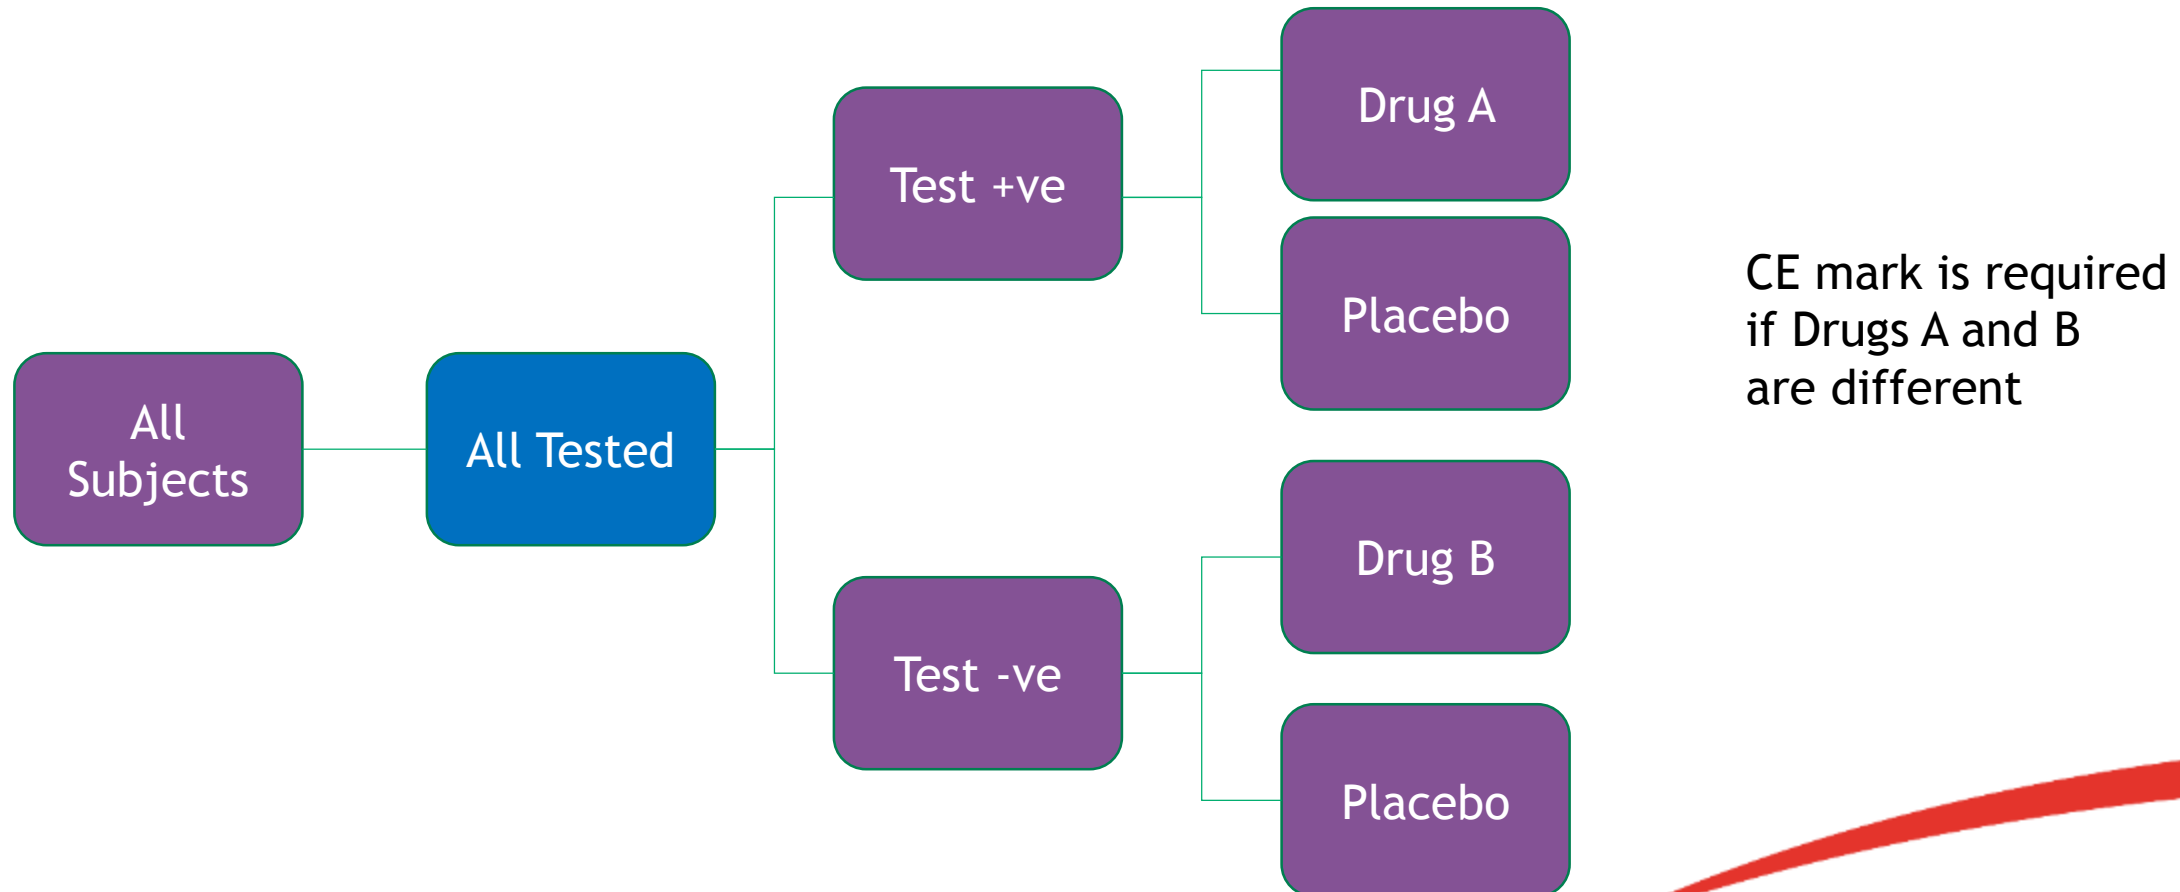 All
Subjects
All Tested
Test +ve
Drug A
Placebo
Test -ve
Drug B
Placebo
CE mark is required
if Drugs A and B
are different